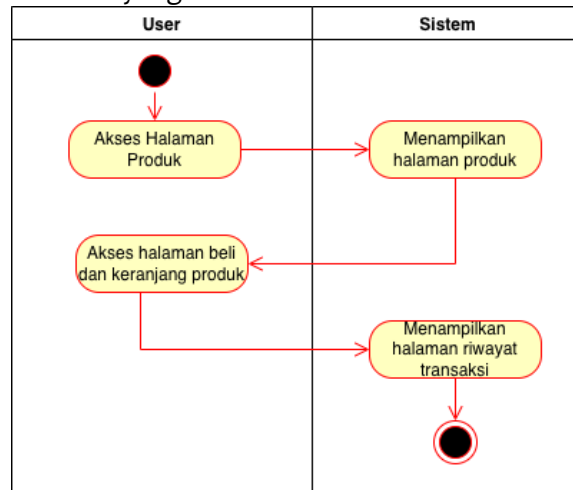 User
Sistem
Akses Halaman
Produk
Menampilkan
halaman produk
Akses halaman beli
dan keranjang produk
Menampilkan
halaman riwayat
transaksi